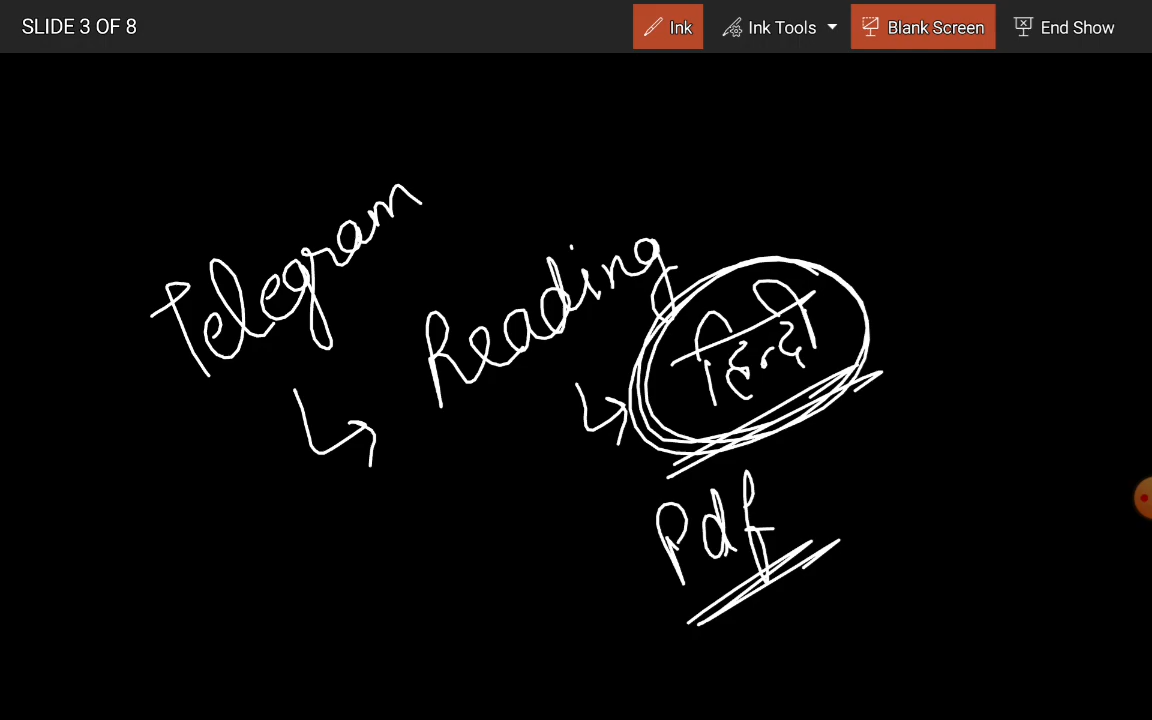 SLIDE 3 OF 8
Ink
Ink Tools
Blank Screen
End Show
Telegram
Reading
हिन्दी
Pdf